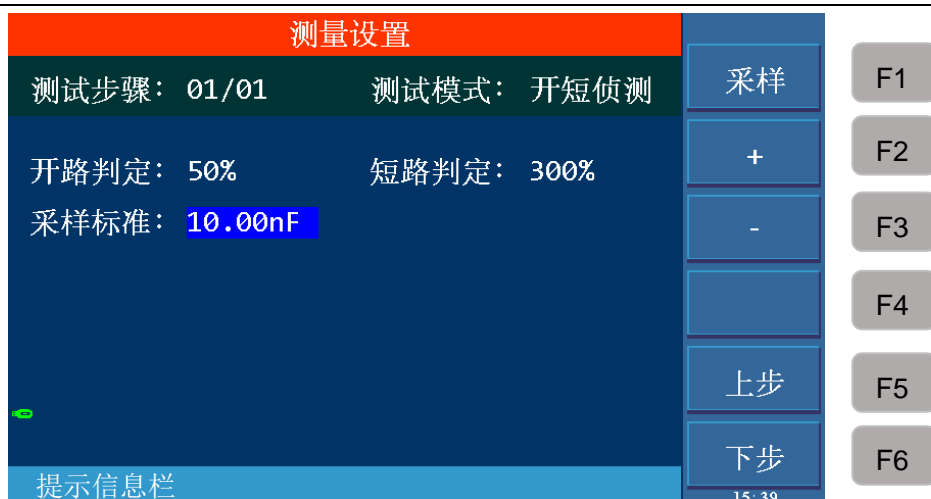 测量设置
测试步骤： 01/01 测试模式： 开短侦测
开路判定： 50% 短路判定： 300%
采样标准： 10.00nF
提示信息栏
采样
+
-
上步
下步
15:39
F1
F2
F3
F4
F5
F6